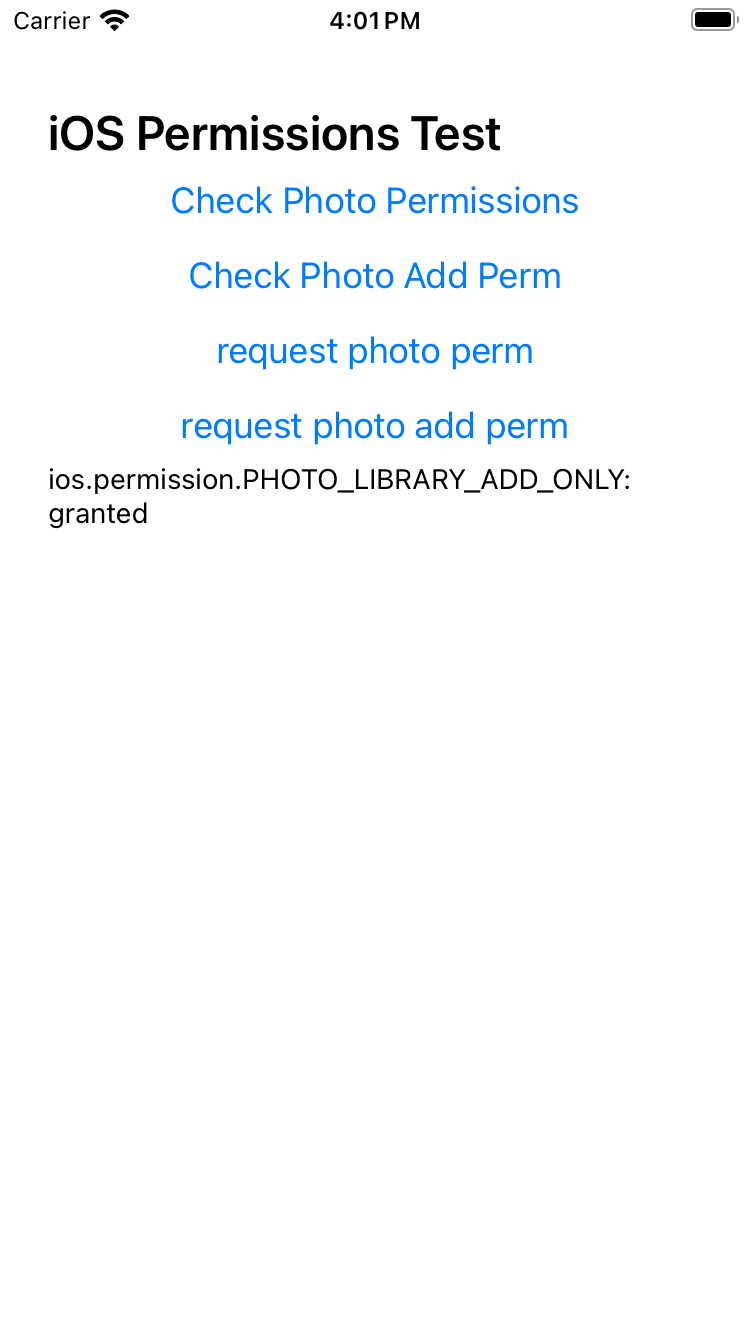 Carrier 4:01 PM
iOS Permissions Test
Check Photo Permissions
Check Photo Add Perm
request photo perm
request photo add perm
ios.permission.PHOTO_LIBRARY_ADD_ONLY:
granted